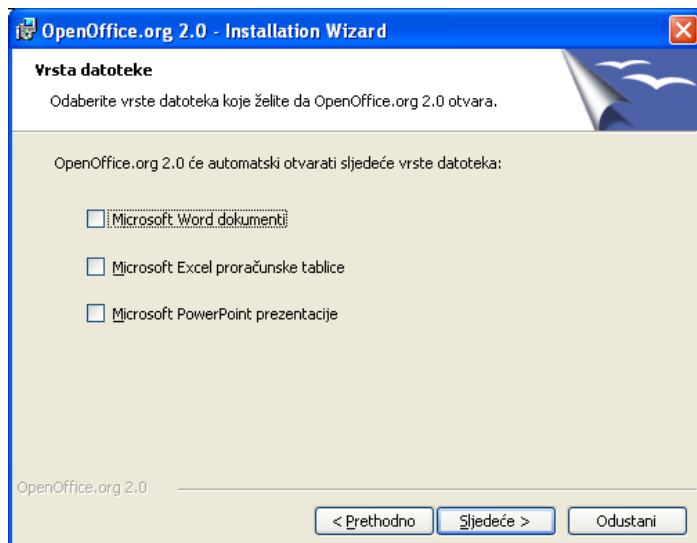 OpenOffice.org 2.0 - Installation Wizard
Vrsta datoteke
Odaberite vrste datoteka koje želite da OpenOffice.org 2.0 otvara.
OpenOffice.org 2.0 će automatski otvarati sljedeće vrste datoteka:
Microsoft Word dokumenti
Microsoft Excel proračunske tablice
Microsoft PowerPoint prezentacije
OpenOffice.org 2.0
< Prethodno Sljedeće > Odustani